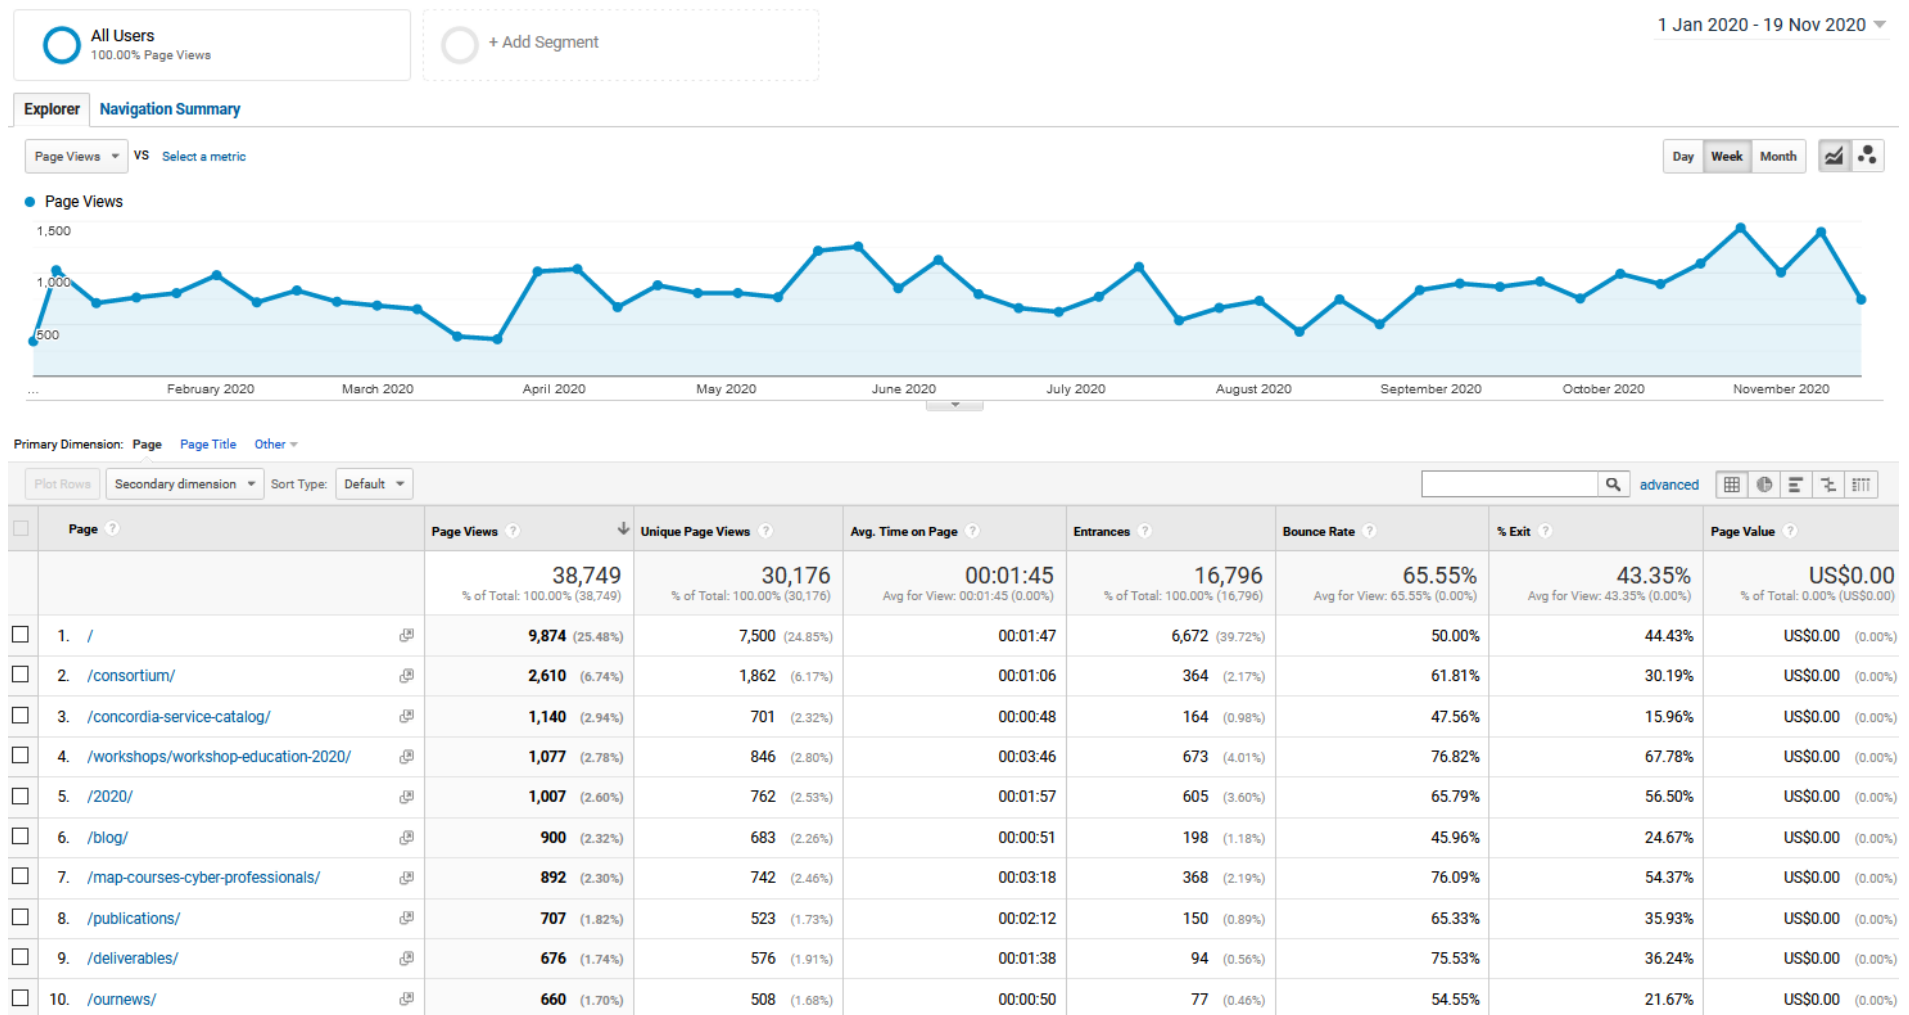 All Users
100.00% Page Views
+ Add Segment
1 Jan 2020 - 19 Nov 2020
Explorer Navigation Summary
Page Views VS Select a metric
Day Week Month
Page Views
1,500
1,000
500
... February 2020 March 2020 April 2020 May 2020 June 2020 July 2020 August 2020 September 2020 October 2020 November 2020
Primary Dimension: Page Page Title Other
Plot Rows Secondary dimension Sort Type: Default advanced
Page ? Page Views ? Unique Page Views ? Avg. Time on Page ? Entrances ? Bounce Rate ? % Exit ? Page Value ?
38,749 30,176 00:01:45 16,796 65.55% 43.35% US$0.00
% of Total: 100.00% (38,749) % of Total: 100.00% (30,176) Avg for View: 00:01:45 (0.00%) % of Total: 100.00% (16,796) Avg for View: 65.55% (0.00%) Avg for View: 43.35% (0.00%) % of Total: 0.00% (US$0.00)
1. / 9,874 (25.48%) 7,500 (24.85%) 00:01:47 6,672 (39.72%) 50.00% 44.43% US$0.00 (0.00%)
2. /consortium/ 2,610 (6.74%) 1,862 (6.17%) 00:01:06 364 (2.17%) 61.81% 30.19% US$0.00 (0.00%)
3. /concordia-service-catalog/ 1,140 (2.94%) 701 (2.32%) 00:00:48 164 (0.98%) 47.56% 15.96% US$0.00 (0.00%)
4. /workshops/workshop-education-2020/ 1,077 (2.78%) 846 (2.80%) 00:03:46 673 (4.01%) 76.82% 67.78% US$0.00 (0.00%)
5. /2020/ 1,007 (2.60%) 762 (2.53%) 00:01:57 605 (3.60%) 65.79% 56.50% US$0.00 (0.00%)
6. /blog/ 900 (2.32%) 683 (2.26%) 00:00:51 198 (1.18%) 45.96% 24.67% US$0.00 (0.00%)
7. /map-courses-cyber-professionals/ 892 (2.30%) 742 (2.46%) 00:03:18 368 (2.19%) 76.09% 54.37% US$0.00 (0.00%)
8. /publications/ 707 (1.82%) 523 (1.73%) 00:02:12 150 (0.89%) 65.33% 35.93% US$0.00 (0.00%)
9. /deliverables/ 676 (1.74%) 576 (1.91%) 00:01:38 94 (0.56%) 75.53% 36.24% US$0.00 (0.00%)
10. /ournews/ 660 (1.70%) 508 (1.68%) 00:00:50 77 (0.46%) 54.55% 21.67% US$0.00 (0.00%)